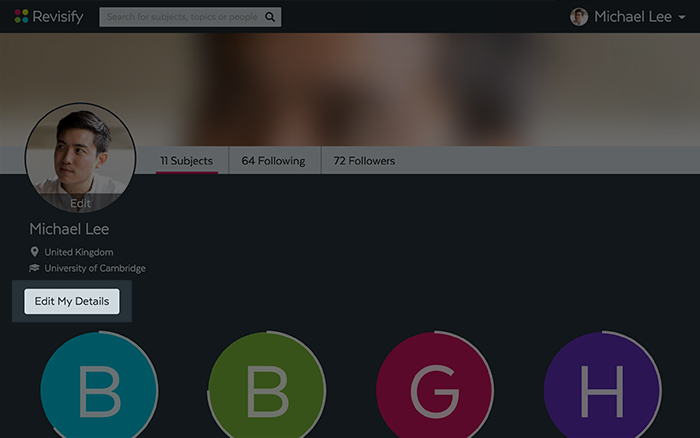 Revisify
Search for subjects, topics or people
Michael Lee
11 Subjects
64 Following
72 Followers
Edit
Michael Lee
United Kingdom
University of Cambridge
Edit My Details
B
B
G
H